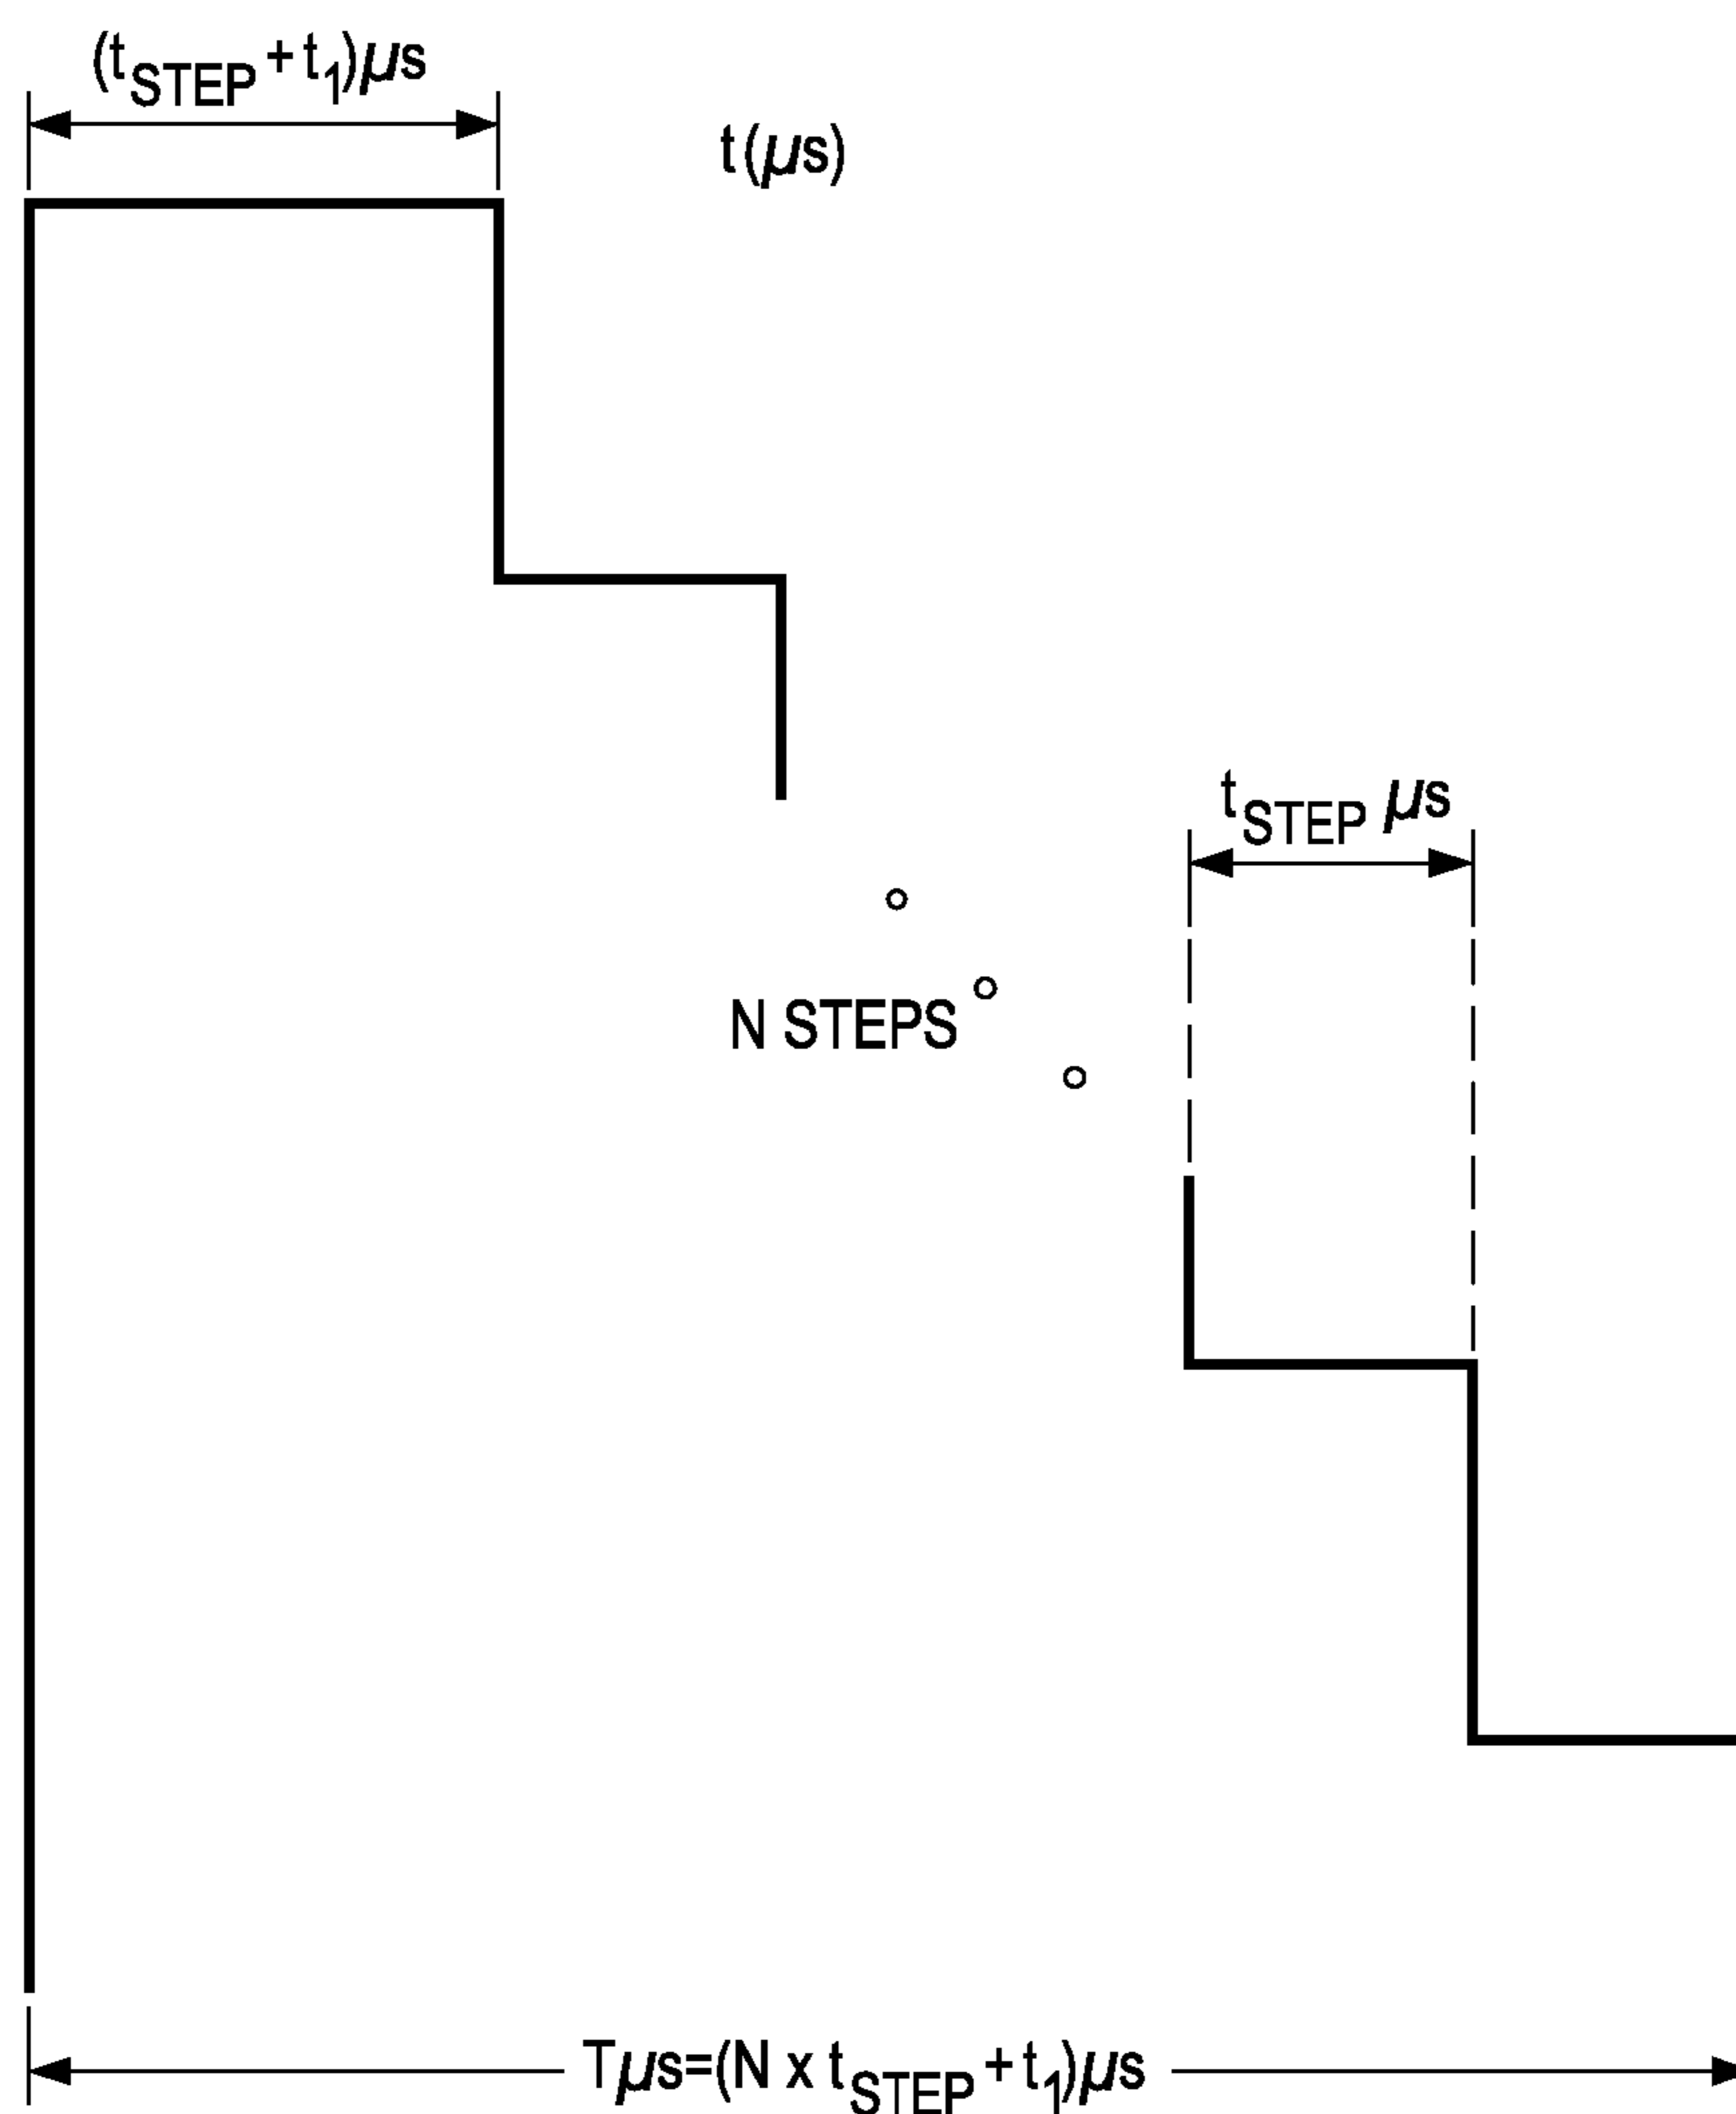 (tSTEP+t1)µs
t(µs)
tSTEP µs
N STEPS
Tµs=(N x tSTEP+t1)µs